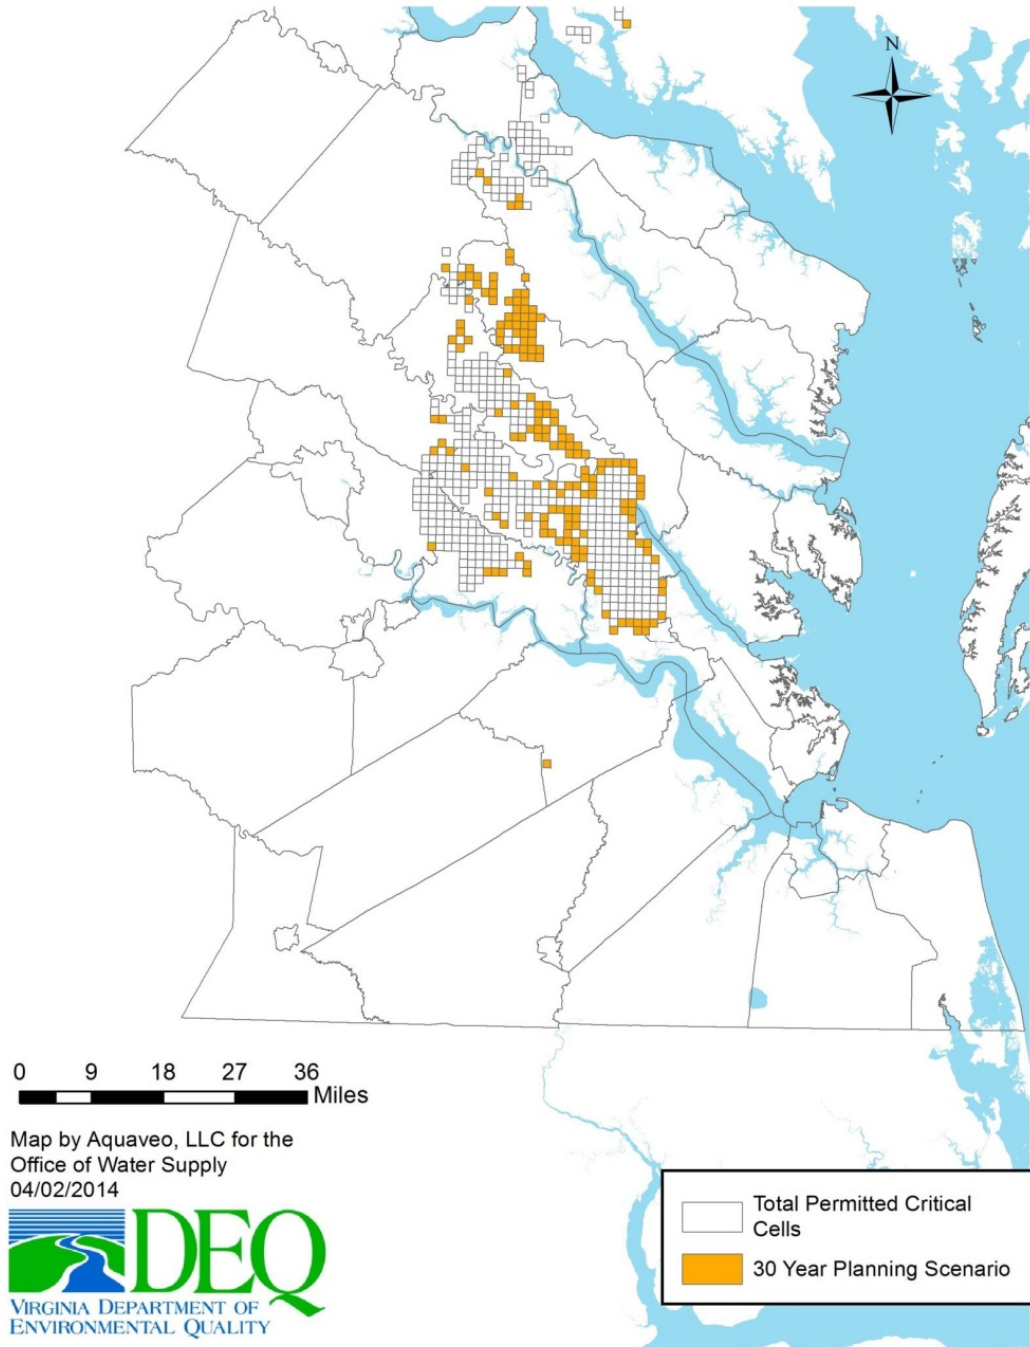 N
0 9 18 27 36
Miles
Map by Aquaveo, LLC for the
Office of Water Supply
04/02/2014
DEQ
VIRGINIA DEPARTMENT OF
ENVIRONMENTAL QUALITY
Total Permitted Critical
Cells
30 Year Planning Scenario